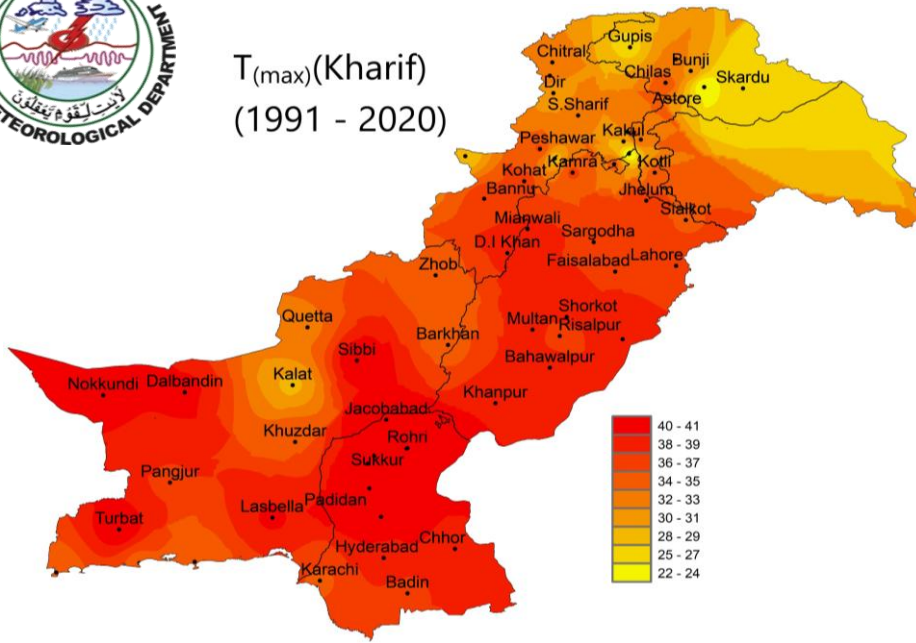 ETEOROLOGICAL DEPARTMENT
T(max)(Kharif)
(1991 - 2020)
Gupis
Chitral
Bunji
Chilas
Skardu
Dir
Astore
S.Sharif
Kakul
Peshawar
Kamra
Kotli
Kohat
Bannu
Jhelum
Sialkot
Mianwali
Sargodha
D.I Khan
Lahore
Faisalabad
Zhob
Shorkot
Quetta
Multan
Risalpur
Barkhan
Sibbi
Bahawalpur
Kalat
Nokkundi
Dalbandin
Khanpur
Jacobabad
Khuzdar
Rohri
Sukkur
Pangjur
Padidan
Lasbella
Turbat
Chhor
Hyderabad
Karachi
Badin
40 - 41
38 - 39
36 - 37
34 - 35
32 - 33
30 - 31
28 - 29
25 - 27
22 - 24